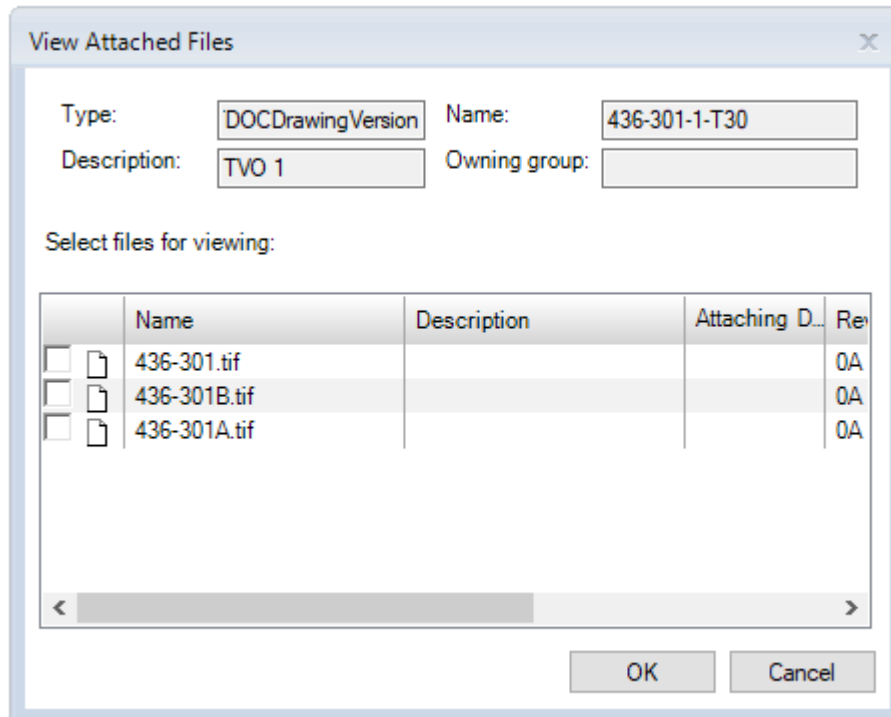 View Attached Files
Type: DOCDrawingVersion Name: 436-301-1-T30
Description: TVO 1 Owning group:
Select files for viewing:
Name Description Attaching D... Rev
436-301.tif 0A
436-301B.tif 0A
436-301A.tif 0A
OK Cancel